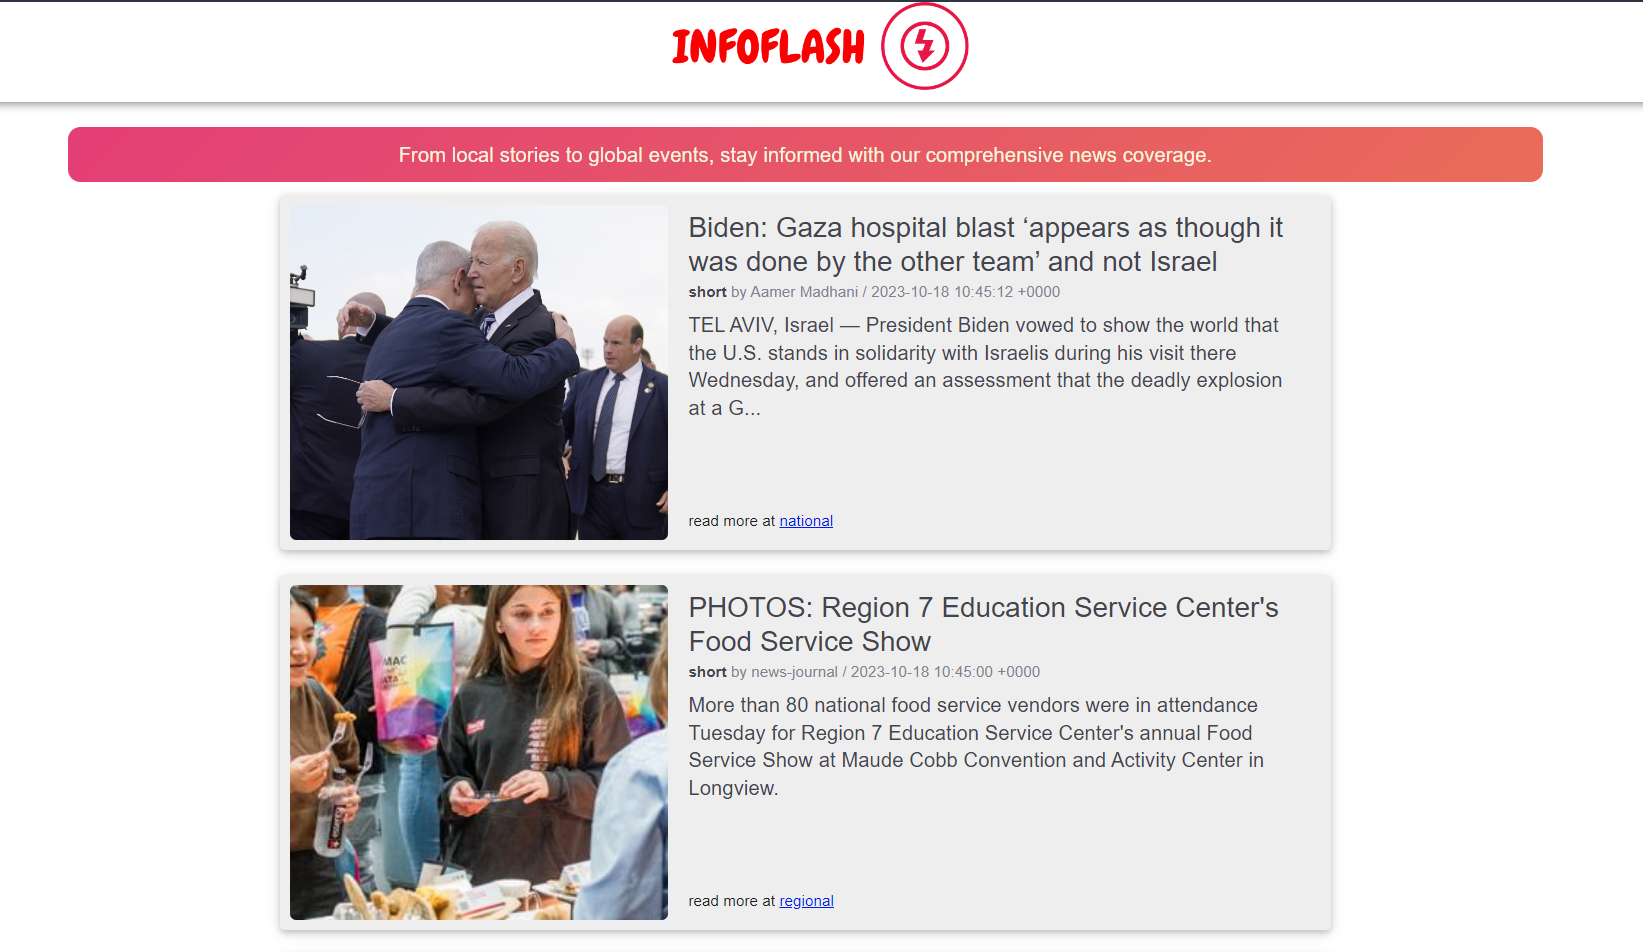 INFOFLASH
From local stories to global events, stay informed with our comprehensive news coverage.
Biden: Gaza hospital blast ‘appears as though it
was done by the other team’ and not Israel
short by Aamer Madhani / 2023-10-18 10:45:12 +0000
TEL AVIV, Israel — President Biden vowed to show the world that
the U.S. stands in solidarity with Israelis during his visit there
Wednesday, and offered an assessment that the deadly explosion
at a G...
read more at national
PHOTOS: Region 7 Education Service Center's
Food Service Show
short by news-journal / 2023-10-18 10:45:00 +0000
More than 80 national food service vendors were in attendance
Tuesday for Region 7 Education Service Center's annual Food
Service Show at Maude Cobb Convention and Activity Center in
Longview.
MAC
read more at regional